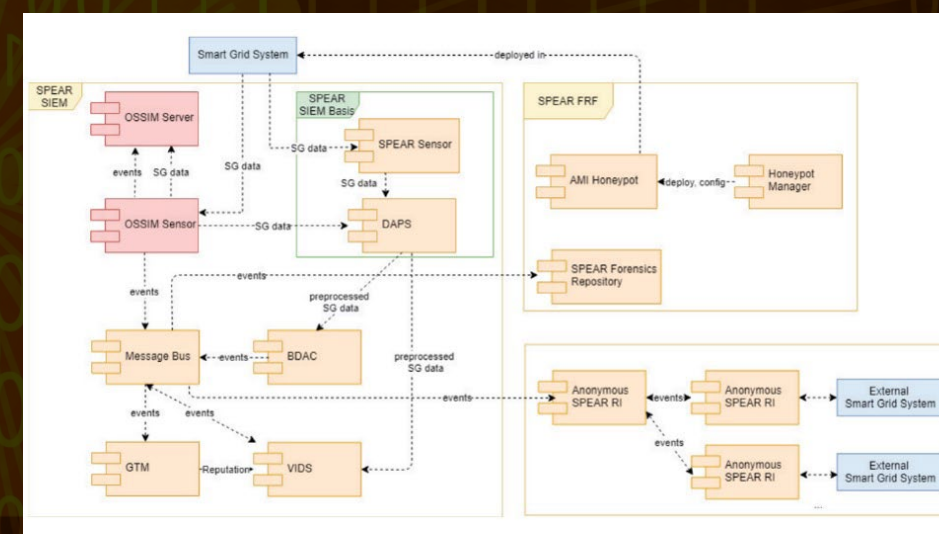 Smart Grid System
deployed in
SPEAR
SIEM
SPEAR
SIEM Basis
SPEAR FRF
OSSIM Server
SPEAR Sensor
events
SG data
SG data
SG data
SG data
AMI Honeypot
deploy, config
Honeypot
Manager
OSSIM Sensor
SG data
DAPS
SPEAR Forensics
Repository
events
events
preprocessed
SG data
Message Bus
events
BDAC
preprocessed
SG data
events
events
events
Anonymous
SPEAR RI
events
Anonymous
SPEAR RI
External
Smart Grid System
events
GTM
Reputation
VIDS
Anonymous
SPEAR RI
External
Smart Grid System
...